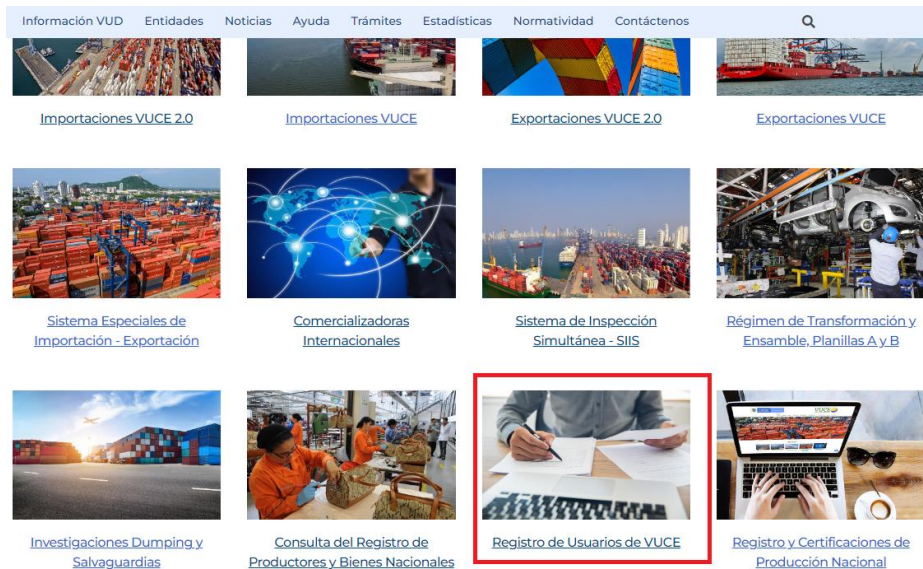 Información VUD Entidades Noticias Ayuda Trámites Estadísticas Normatividad Contáctenos
Importaciones VUCE 2.0
Importaciones VUCE
Exportaciones VUCE 2.0
Exportaciones VUCE
Sistema Especiales de
Importación - Exportación
Comercializadoras
Internacionales
Sistema de Inspección
Simultánea - SIIS
Régimen de Transformación y
Ensamble, Planillas A y B
Investigaciones Dumping y
Salvaguardias
Consulta del Registro de
Productores y Bienes Nacionales
Registro de Usuarios de VUCE
VUCE
Registro y Certificaciones de
Producción Nacional